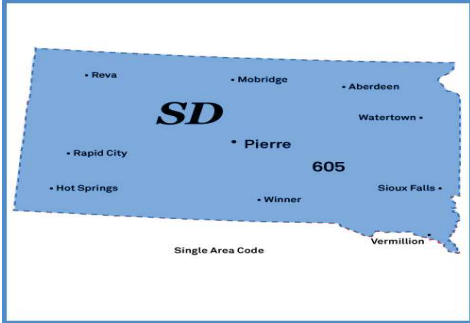 Reva
Mobridge
Aberdeen
SD
Watertown
Pierre
Rapid City
605
Hot Springs
Sioux Falls
Winner
Vermillion
Single Area Code